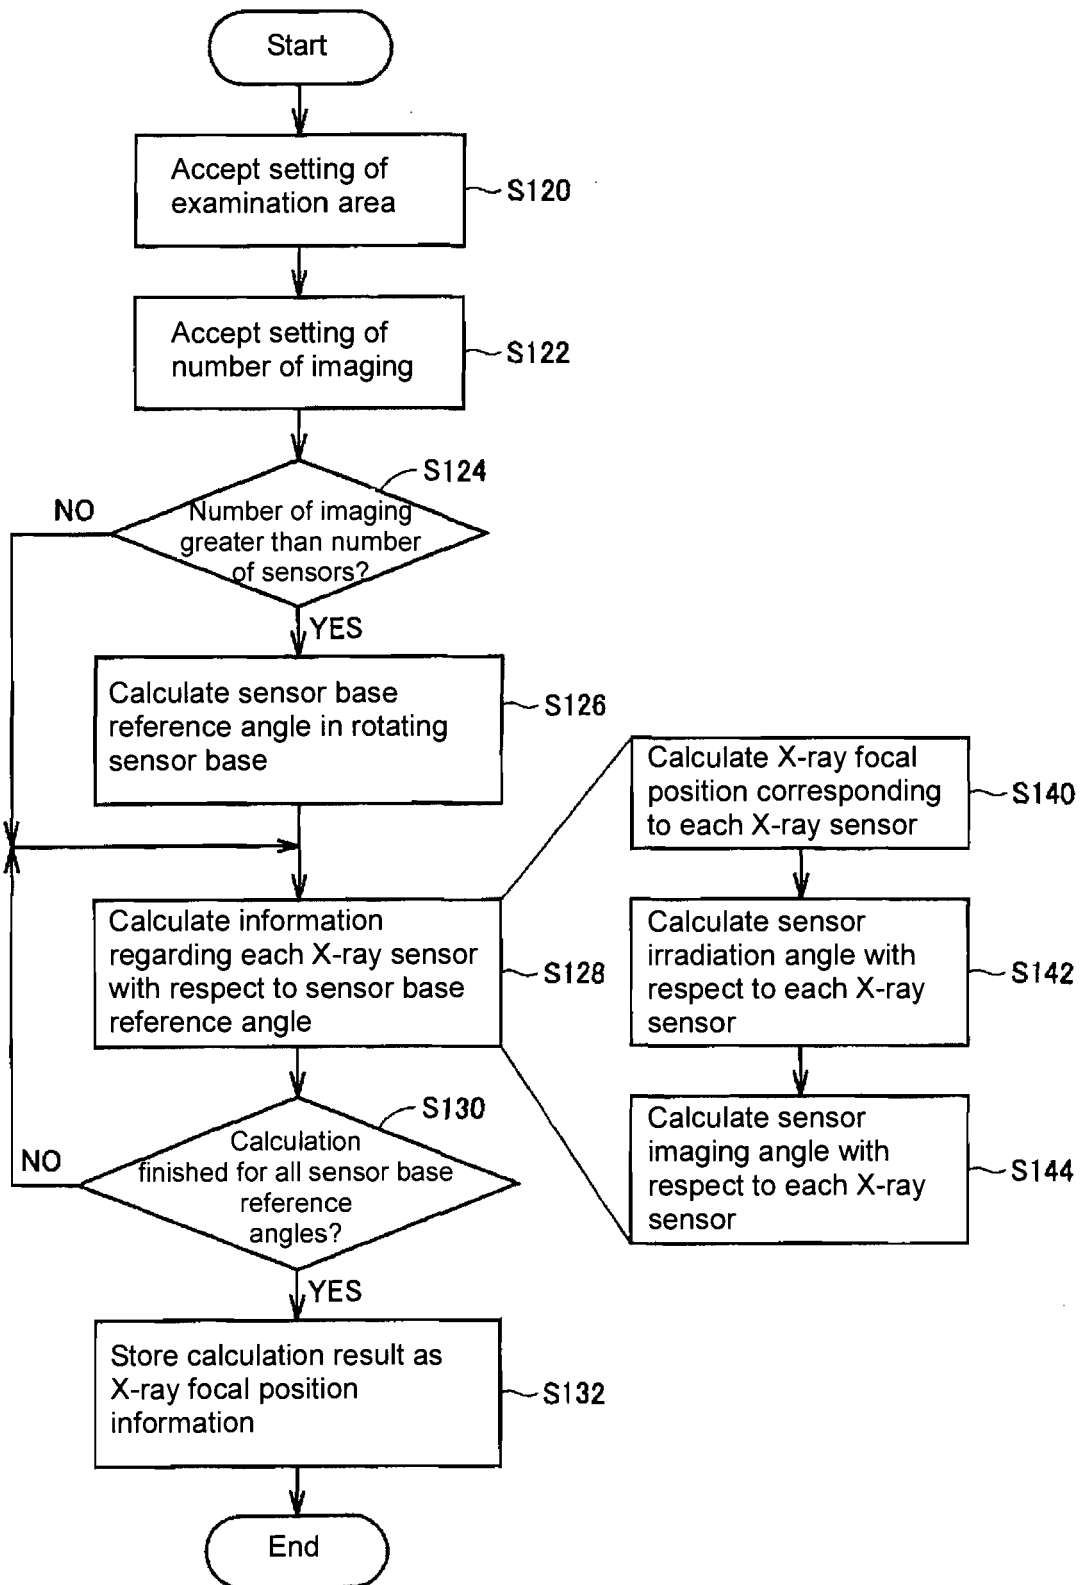 Start
Accept setting of
examination area
S120
Accept setting of
number of imaging
S122
S124
NO
Number of imaging
greater than number
of sensors?
YES
Calculate sensor base
reference angle in rotating
sensor base
S126
Calculate information
regarding each X-ray sensor
with respect to sensor base
reference angle
S128
S130
NO
Calculation
finished for all sensor base
reference
angles?
YES
Store calculation result as
X-ray focal position
information
S132
End
Calculate X-ray focal
position corresponding
to each X-ray sensor
S140
Calculate sensor
irradiation angle with
respect to each X-ray
sensor
S142
Calculate sensor
imaging angle with
respect to each X-ray
sensor
S144